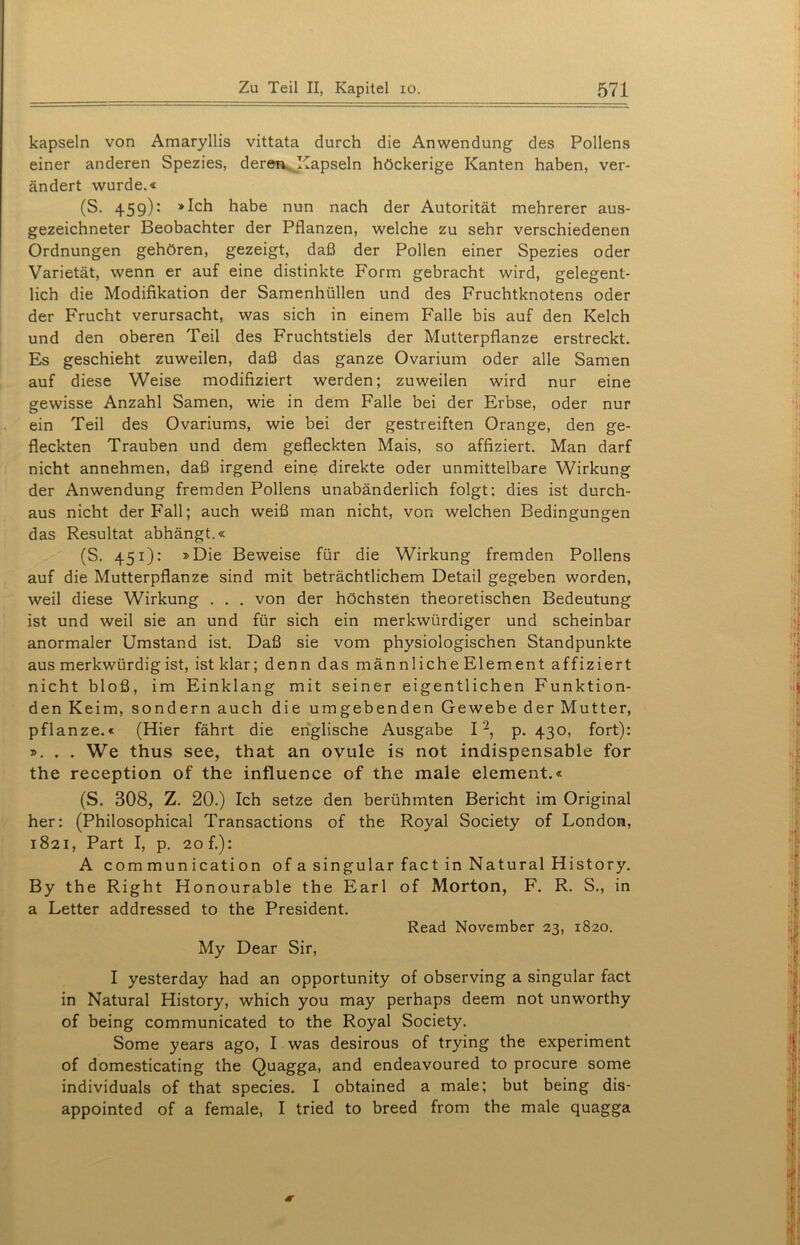 Zu Teil II, Kapitel 10. 571
kapseln von Amaryllis vittata durch die Anwendung des Pollens
einer anderen Spezies, deren Kapseln höckerige Kanten haben, ver-
ändert wurde.«
(S. 459): »Ich habe nun nach der Autorität mehrerer aus-
gezeichneter Beobachter der Pflanzen, welche zu sehr verschiedenen
Ordnungen gehören, gezeigt, daß der Pollen einer Spezies oder
Varietät, wenn er auf eine distinkte Form gebracht wird, gelegent-
lich die Modifikation der Samenhüllen und des Fruchtknotens oder
der Frucht verursacht, was sich in einem Falle bis auf den Kelch
und den oberen Teil des Fruchtstiels der Mutterpflanze erstreckt.
Es geschieht zuweilen, daß das ganze Ovarium oder alle Samen
auf diese Weise modifiziert werden; zuweilen wird nur eine
gewisse Anzahl Samen, wie in dem Falle bei der Erbse, oder nur
ein Teil des Ovariums, wie bei der gestreiften Orange, den ge-
fleckten Trauben und dem gefleckten Mais, so affiziert. Man darf
nicht annehmen, daß irgend eine direkte oder unmittelbare Wirkung
der Anwendung fremden Pollens unabänderlich folgt: dies ist durch-
aus nicht der Fall; auch weiß man nicht, von welchen Bedingungen
das Resultat abhängt.«
(S. 451): »Die Beweise für die Wirkung fremden Pollens
auf die Mutterpflanze sind mit beträchtlichem Detail gegeben worden,
weil diese Wirkung . . . von der höchsten theoretischen Bedeutung
ist und weil sie an und für sich ein merkwürdiger und scheinbar
anormaler Umstand ist. Daß sie vom physiologischen Standpunkte
aus merkwürdig ist, ist klar; denn das männliche Element affiziert
nicht bloß, im Einklang mit seiner eigentlichen Funktion-
den Keim, sondern auch die umgebenden Gewebe der Mutter,
pflanze.« (Hier fährt die englische Ausgabe I², p. 430, fort):
». . . We thus see, that an ovule is not indispensable for
the reception of the influence of the male element.«
(S. 308, Z. 20.) Ich setze den berühmten Bericht im Original
her: (Philosophical Transactions of the Royal Society of London,
1821, Part I, p. 20 f.):
A communication of a singular fact in Natural History.
By the Right Honourable the Earl of Morton, F. R. S., in
a Letter addressed to the President.
Read November 23, 1820.
My Dear Sir,
I yesterday had an opportunity of observing a singular fact
in Natural History, which you may perhaps deem not unworthy
of being communicated to the Royal Society.
Some years ago, I was desirous of trying the experiment
of domesticating the Quagga, and endeavoured to procure some
individuals of that species. I obtained a male; but being dis-
appointed of a female, I tried to breed from the male quagga